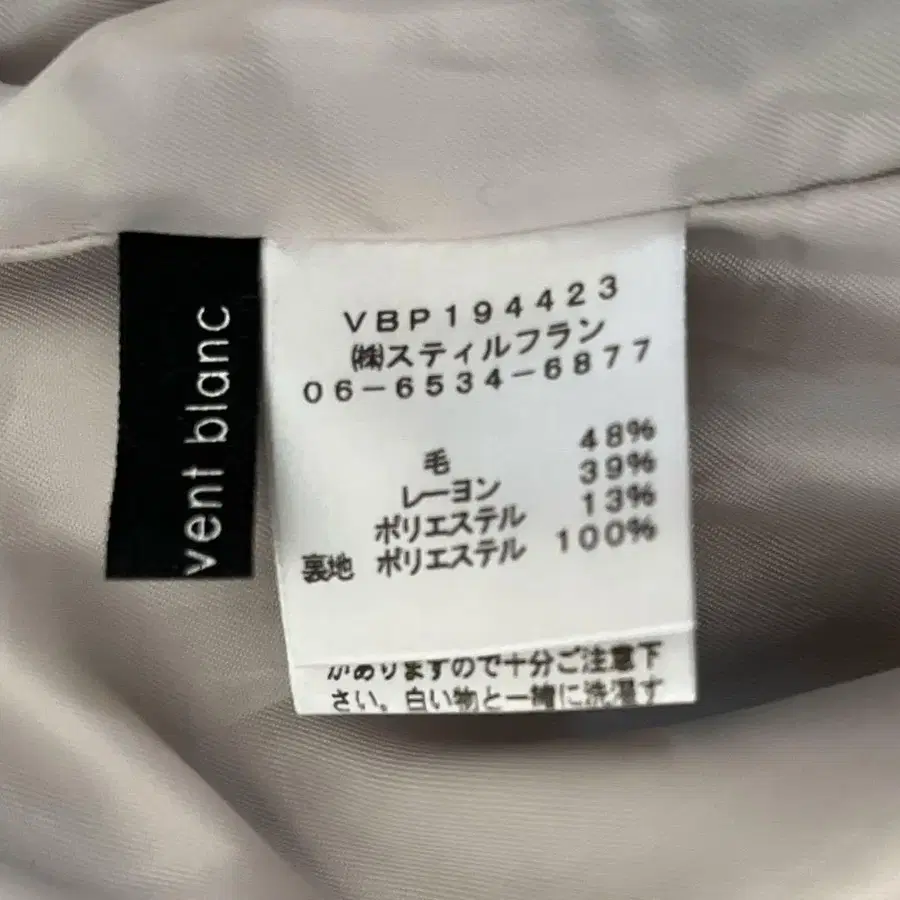 vent blanc
VBP194423
㈱スティルフラン
06-6534-6877
毛 48%
レーヨン 39%
ポリエステル 13%
裏地 ポリエステル 100%
がありますので十分ご注意下
さい。白い物と一緒に洗濯す